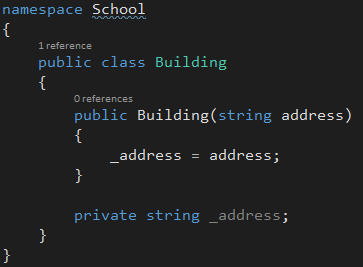 namespace School
{
1 reference
public class Building
{
0 references
public Building(string address)
{
_address = address;
}
private string _address;
}
}